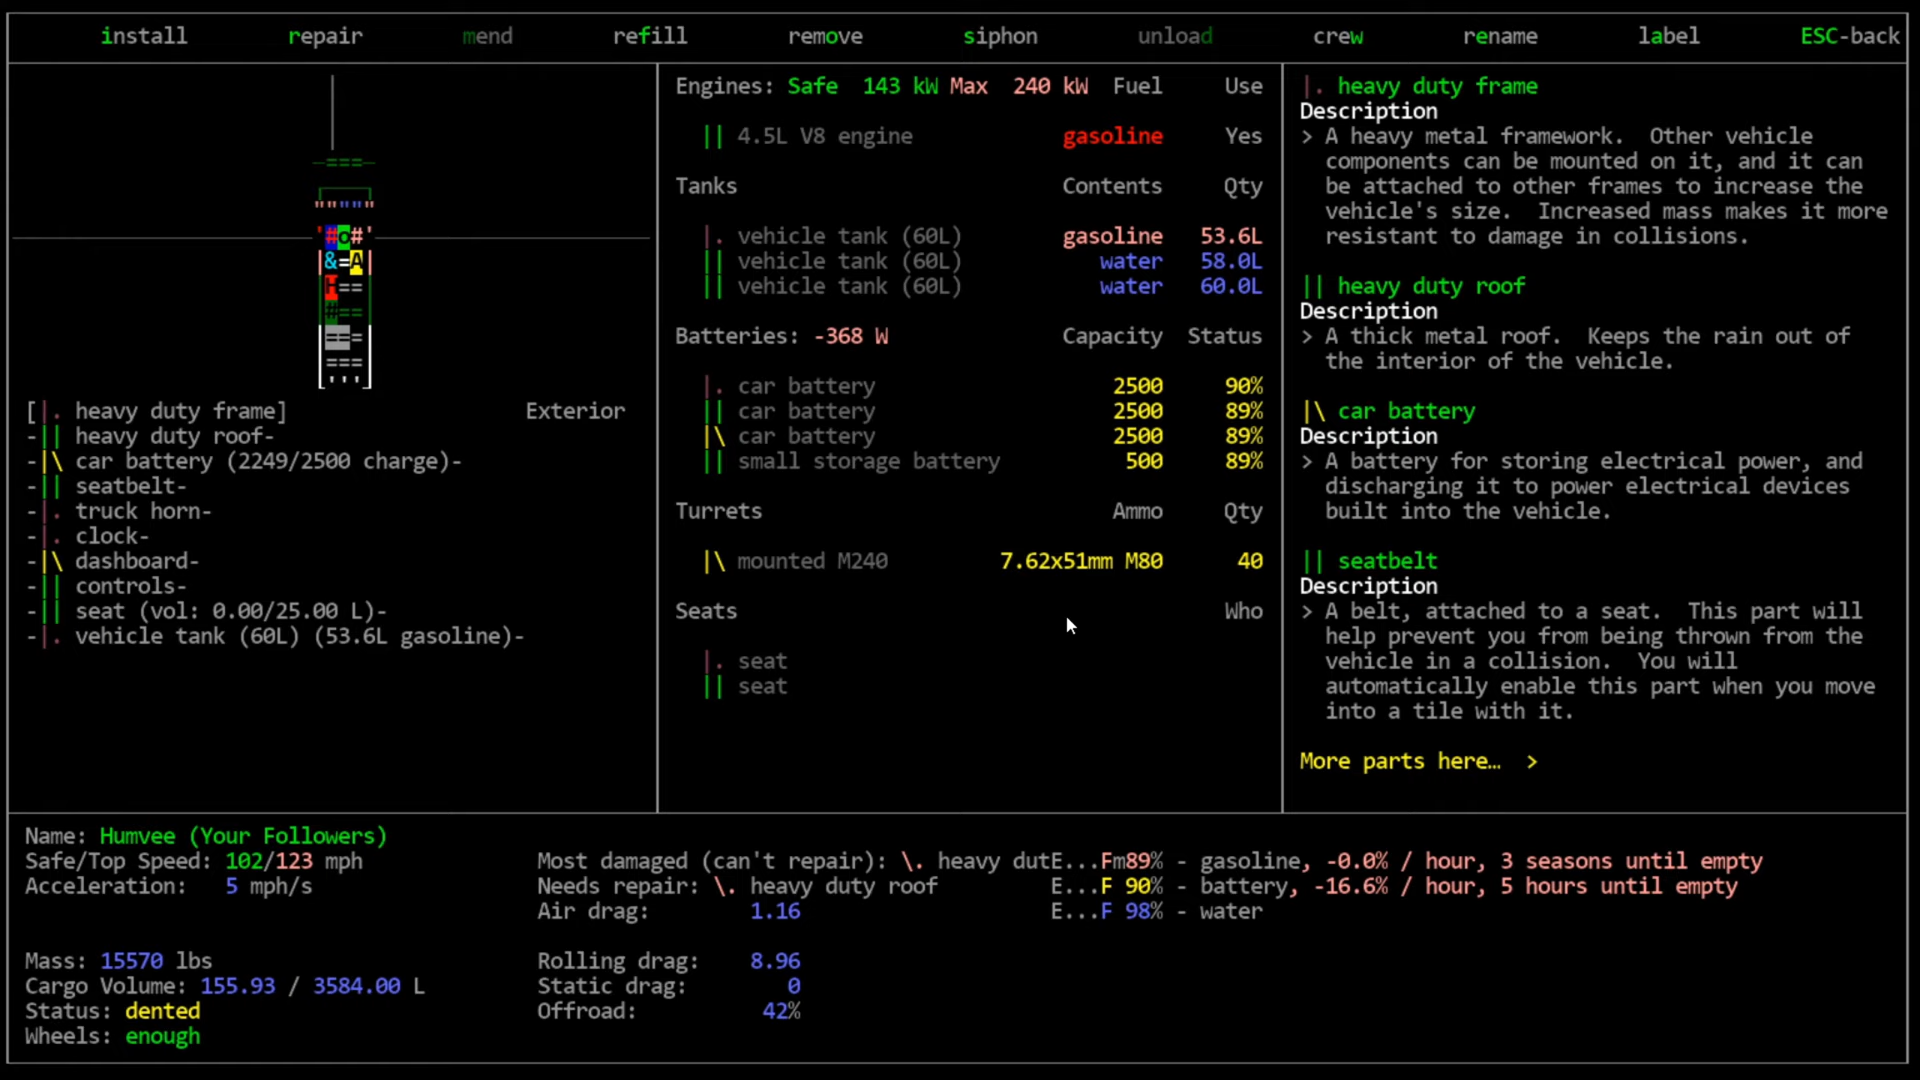 install repair mend refill remove siphon unload crew rename label ESC-back
Engines: Safe 143 kW Max 240 kW Fuel Use
|| 4.5L V8 engine gasoline Yes
Tanks Contents Qty
|. vehicle tank (60L) gasoline 53.6L
|| vehicle tank (60L) water 58.0L
|| vehicle tank (60L) water 60.0L
Batteries: -368 W Capacity Status
|. car battery 2500 90%
|| car battery 2500 89%
|\ car battery 2500 89%
|| small storage battery 500 89%
Turrets Ammo Qty
|\ mounted M240 7.62x51mm M80 40
Seats Who
|. seat
|| seat
[|. heavy duty frame] Exterior
-|| heavy duty roof-
-|\ car battery (2249/2500 charge)-
-|| seatbelt-
-|. truck horn-
-|. clock-
-|\ dashboard-
-|| controls-
-|| seat (vol: 0.00/25.00 L)-
-|. vehicle tank (60L) (53.6L gasoline)-
|. heavy duty frame
Description
> A heavy metal framework.  Other vehicle
components can be mounted on it, and it can
be attached to other frames to increase the
vehicle's size.  Increased mass makes it more
resistant to damage in collisions.
|| heavy duty roof
Description
> A thick metal roof.  Keeps the rain out of
the interior of the vehicle.
|\ car battery
Description
> A battery for storing electrical power, and
discharging it to power electrical devices
built into the vehicle.
|| seatbelt
Description
> A belt, attached to a seat.  This part will
help prevent you from being thrown from the
vehicle in a collision.  You will
automatically enable this part when you move
into a tile with it.
More parts here… >
Name: Humvee (Your Followers)
Safe/Top Speed: 102/123 mph
Acceleration: 5 mph/s
Mass: 15570 lbs
Cargo Volume: 155.93 / 3584.00 L
Status: dented
Wheels: enough
Most damaged (can't repair): \. heavy dutE...Fm89% - gasoline, -0.0% / hour, 3 seasons until empty
Needs repair: \. heavy duty roof E...F 90% - battery, -16.6% / hour, 5 hours until empty
Air drag: 1.16 E...F 98% - water
Rolling drag: 8.96
Static drag: 0
Offroad: 42%